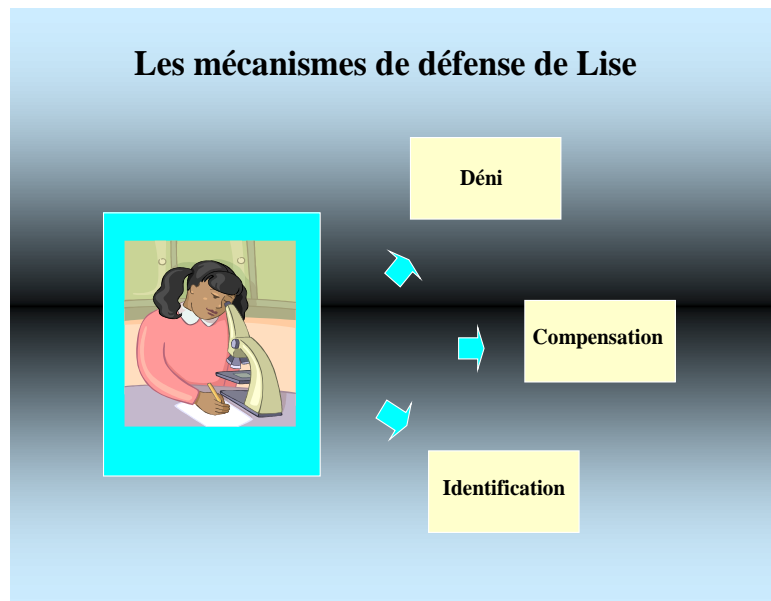 Les mécanismes de défense de Lise
Déni
Compensation
Identification